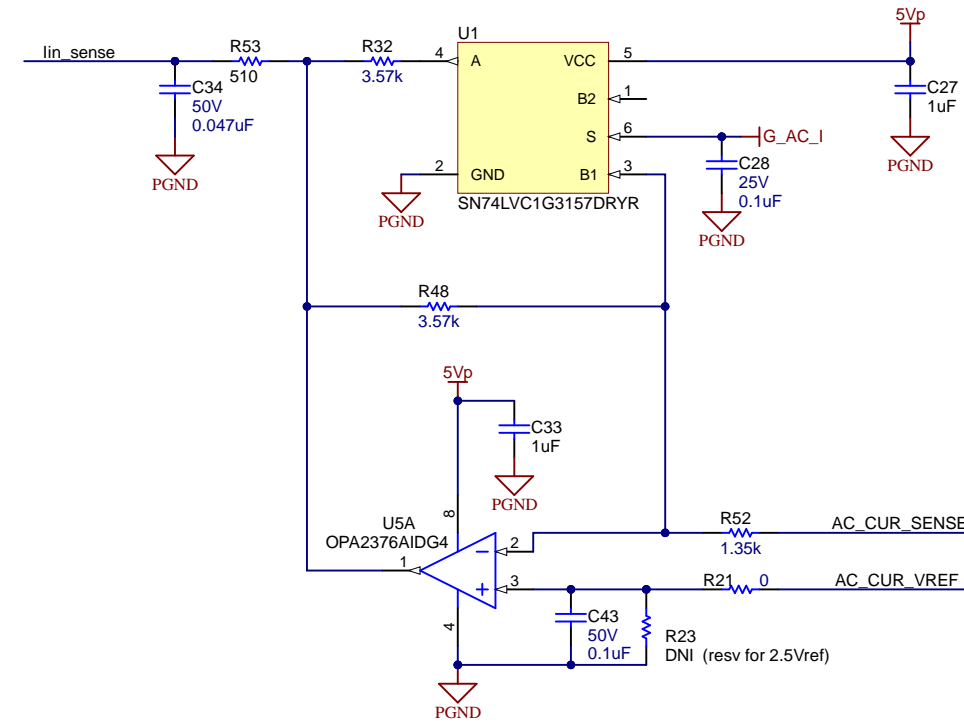 5Vp
U1
Iin_sense
R53
510
R32
3.57k
4
A
VCC
5
B2
1
S
6
G_AC_I
2
GND
B1
3
SN74LVC1G3157DRYR
C34
50V
0.047uF
PGND
PGND
C27
1uF
PGND
C28
25V
0.1uF
PGND
R48
3.57k
5Vp
C33
1uF
PGND
8
U5A
OPA2376AIDG4
1
2
3
4
R52
1.35k
AC_CUR_SENSE
R21
0
AC_CUR_VREF
C43
50V
0.1uF
R23
DNI (resv for 2.5Vref)
PGND